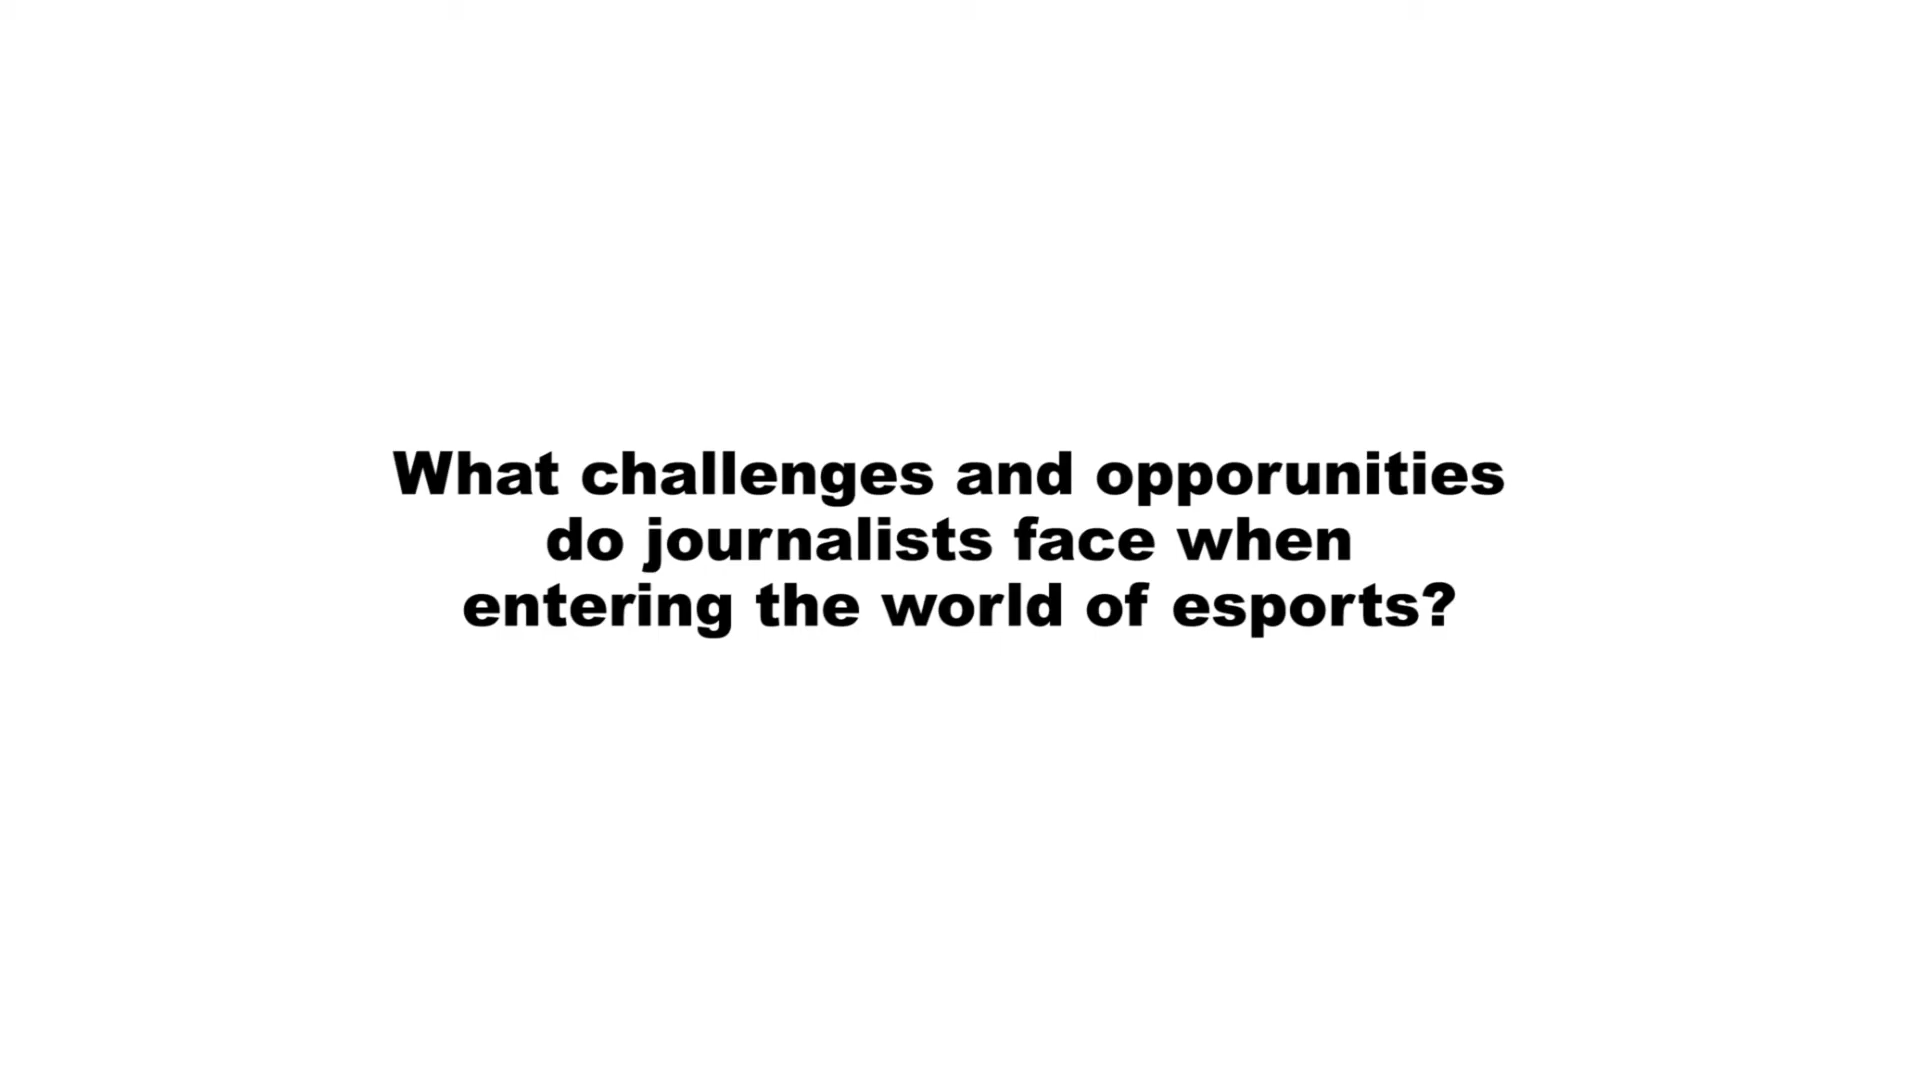 What challenges and opporunities
do journalists face when
entering the world of esports?